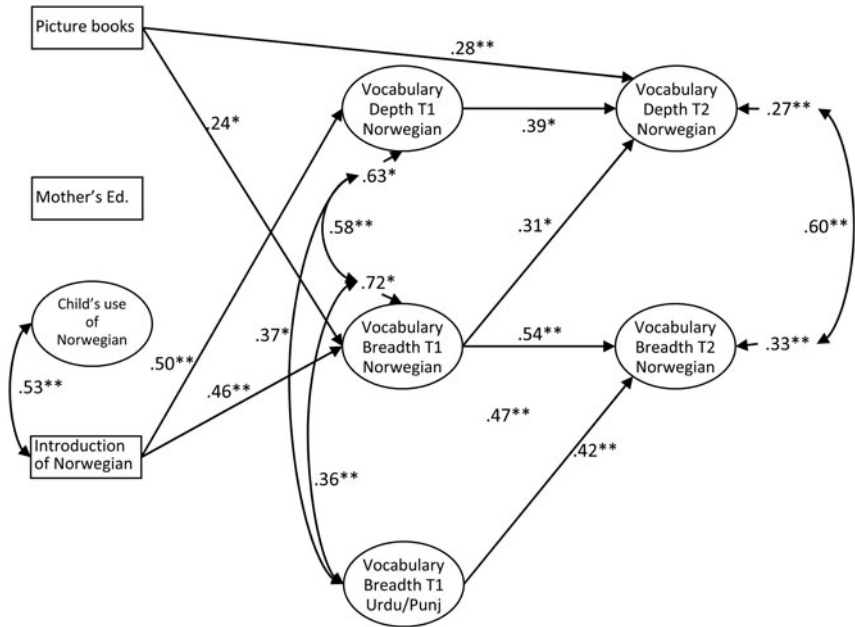 Picture books
.28**
Vocabulary
Depth T1
Norwegian
Vocabulary
Depth T2
Norwegian
.24*
.39*
.27**
.63*
Mother's Ed.
.58**
.31*
.60**
.72*
Child's use
of
Norwegian
.37*
Vocabulary
Breadth T1
Norwegian
.54**
Vocabulary
Breadth T2
Norwegian
.33**
.50**
.53**
.46**
.47**
.42**
Introduction
of Norwegian
.36**
Vocabulary
Breadth T1
Urdu/Punj